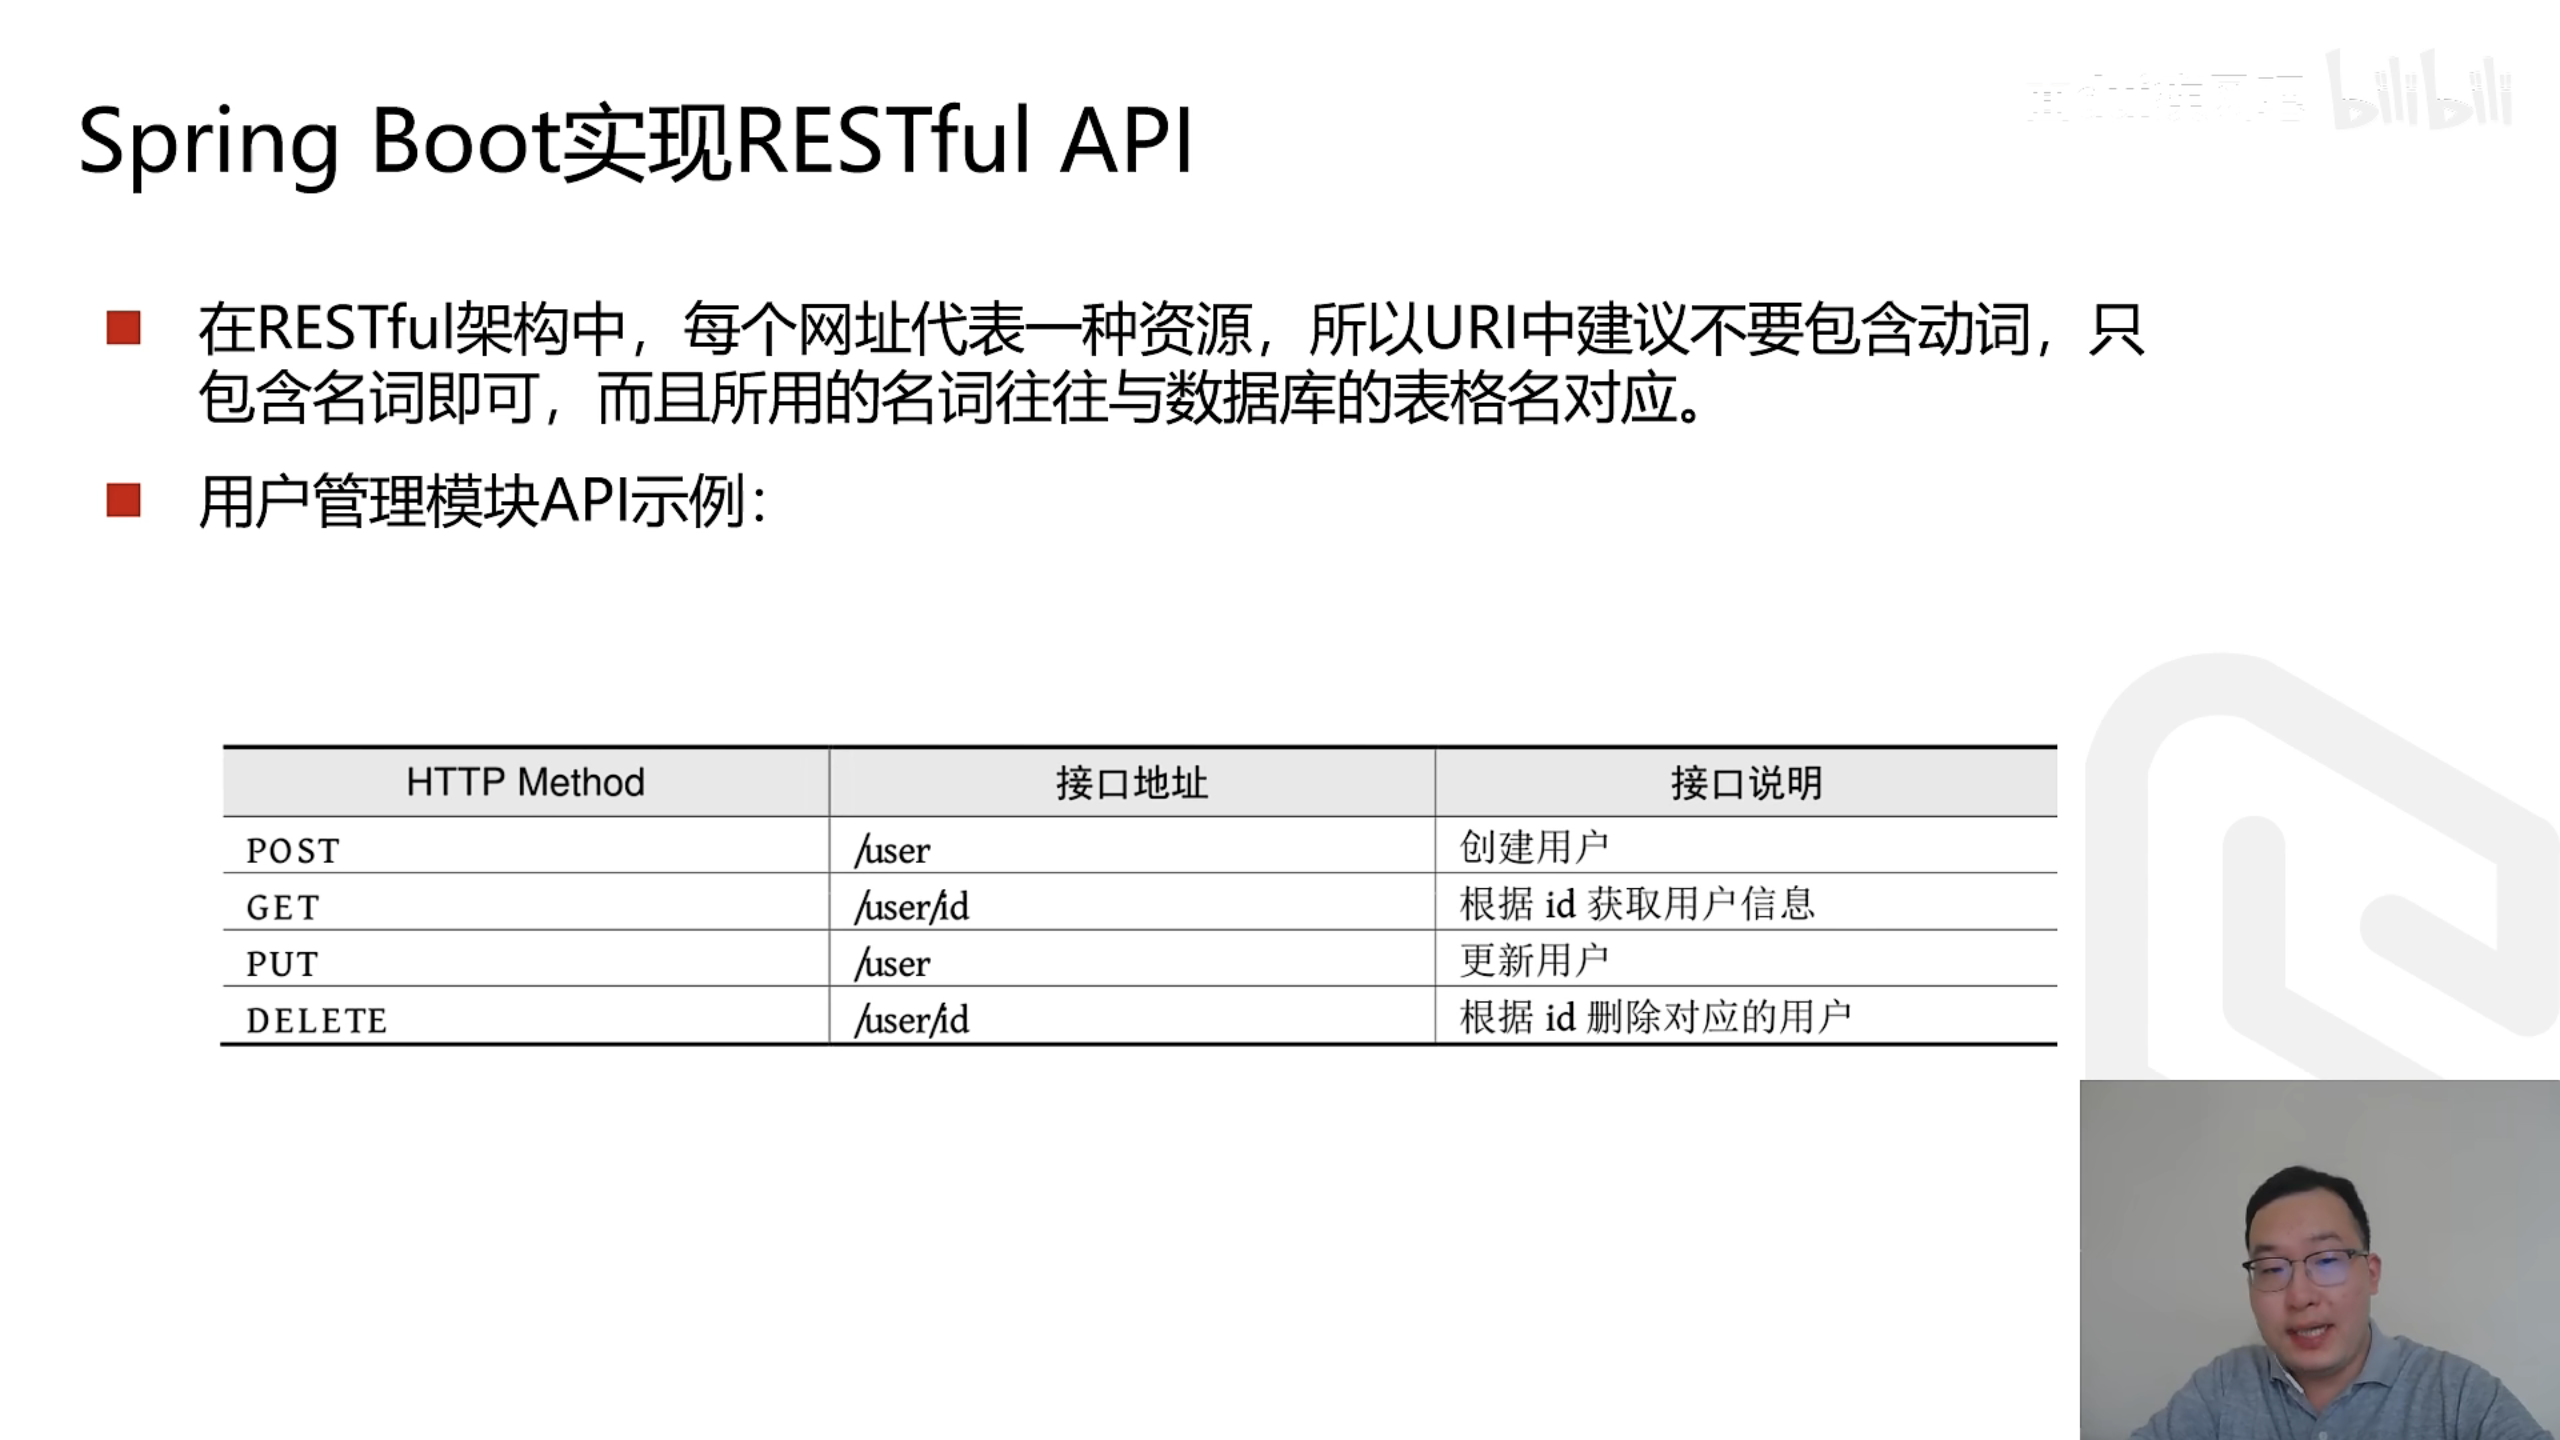 Spring Boot实现RESTful API
bilibili
在RESTful架构中，每个网址代表一种资源，所以URI中建议不要包含动词，只
包含名词即可，而且所用的名词往往与数据库的表格名对应。
用户管理模块API示例：
HTTP Method 接口地址 接口说明
POST /user 创建用户
GET /user/id 根据 id 获取用户信息
PUT /user 更新用户
DELETE /user/id 根据 id 删除对应的用户